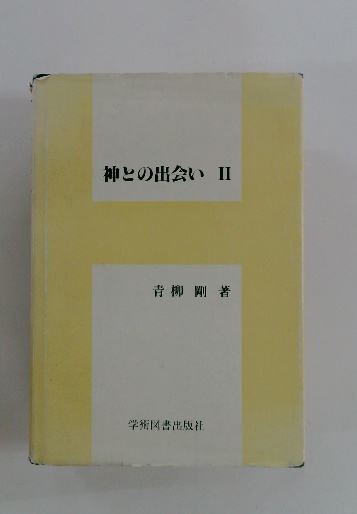 神との出会い II
青柳 剛 著
学術図書出版社